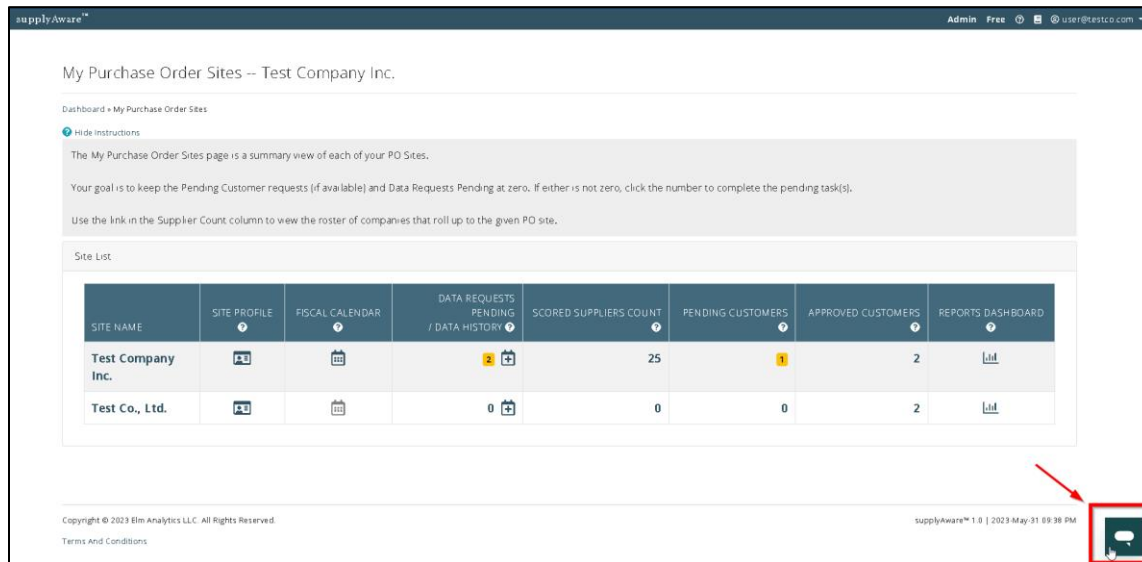 supplyAware™
Admin Free user@testco.com
My Purchase Order Sites -- Test Company Inc.
Dashboard » My Purchase Order Sites
Hide Instructions
The My Purchase Order Sites page is a summary view of each of your PO Sites.
Your goal is to keep the Pending Customer requests (if available) and Data Requests Pending at zero. If either is not zero, click the number to complete the pending task(s).
Use the link in the Supplier Count column to view the roster of companies that roll up to the given PO site.
Site List
SITE NAME
SITE PROFILE
FISCAL CALENDAR
DATA REQUESTS
PENDING
/ DATA HISTORY
SCORED SUPPLIERS COUNT
PENDING CUSTOMERS
APPROVED CUSTOMERS
REPORTS DASHBOARD
Test Company
Inc.
2
25
1
2
Test Co., Ltd.
0
0
0
2
Copyright © 2023 Elm Analytics LLC. All Rights Reserved.
supplyAware™ 1.0 | 2023-May-31 09:38 PM
Terms And Conditions